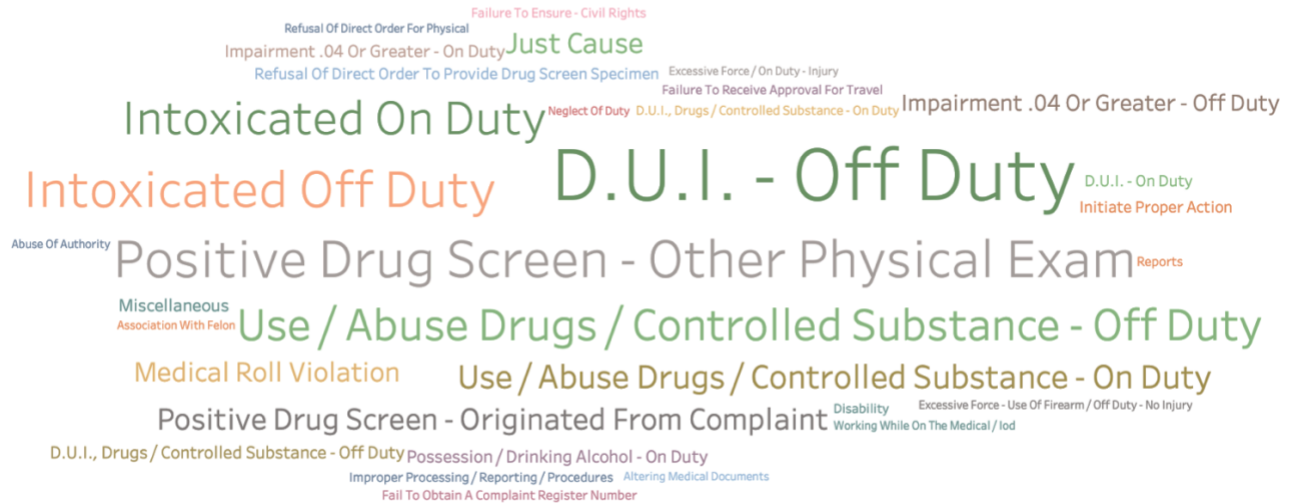 Failure To Ensure - Civil Rights
Refusal Of Direct Order For Physical
Impairment .04 Or Greater - On Duty
Just Cause
Refusal Of Direct Order To Provide Drug Screen Specimen
Excessive Force / On Duty - Injury
Failure To Receive Approval For Travel
Intoxicated On Duty
Neglect Of Duty
D.U.I., Drugs / Controlled Substance - On Duty
Impairment .04 Or Greater - Off Duty
Intoxicated Off Duty
D.U.I. - Off Duty
D.U.I. - On Duty
Initiate Proper Action
Abuse Of Authority
Positive Drug Screen - Other Physical Exam
Reports
Miscellaneous
Association With Felon
Use / Abuse Drugs / Controlled Substance - Off Duty
Medical Roll Violation
Use / Abuse Drugs / Controlled Substance - On Duty
Positive Drug Screen - Originated From Complaint
Disability
Excessive Force - Use Of Firearm / Off Duty - No Injury
Working While On The Medical / Iod
D.U.I., Drugs / Controlled Substance - Off Duty
Possession / Drinking Alcohol - On Duty
Improper Processing / Reporting / Procedures
Altering Medical Documents
Fail To Obtain A Complaint Register Number